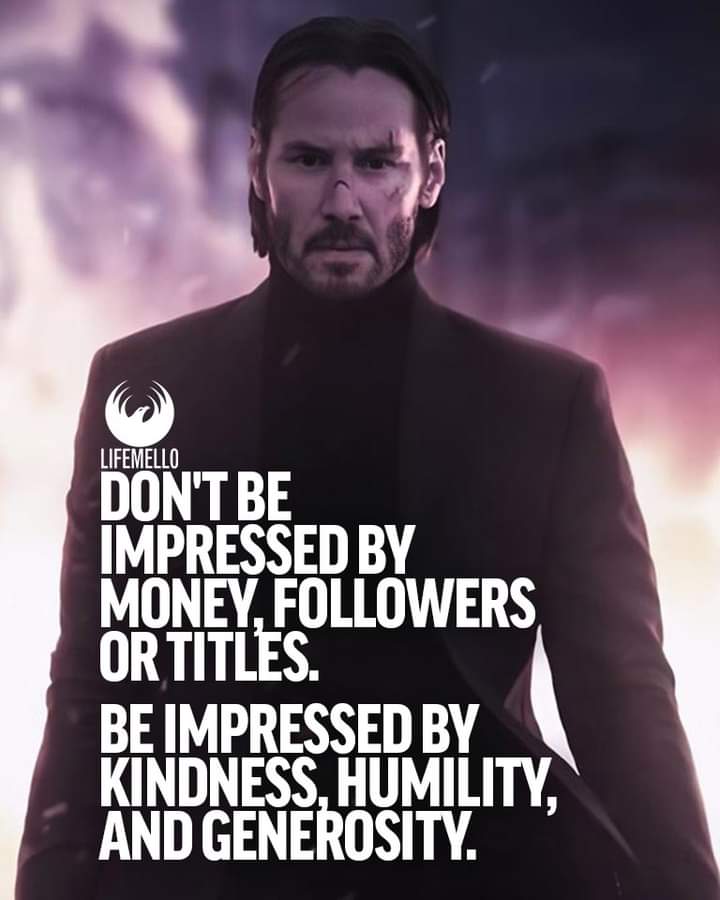 LIFEMELLO
DON'T BE
IMPRESSED BY
MONEY, FOLLOWERS
OR TITLES.
BE IMPRESSED BY
KINDNESS, HUMILITY,
AND GENEROSITY.